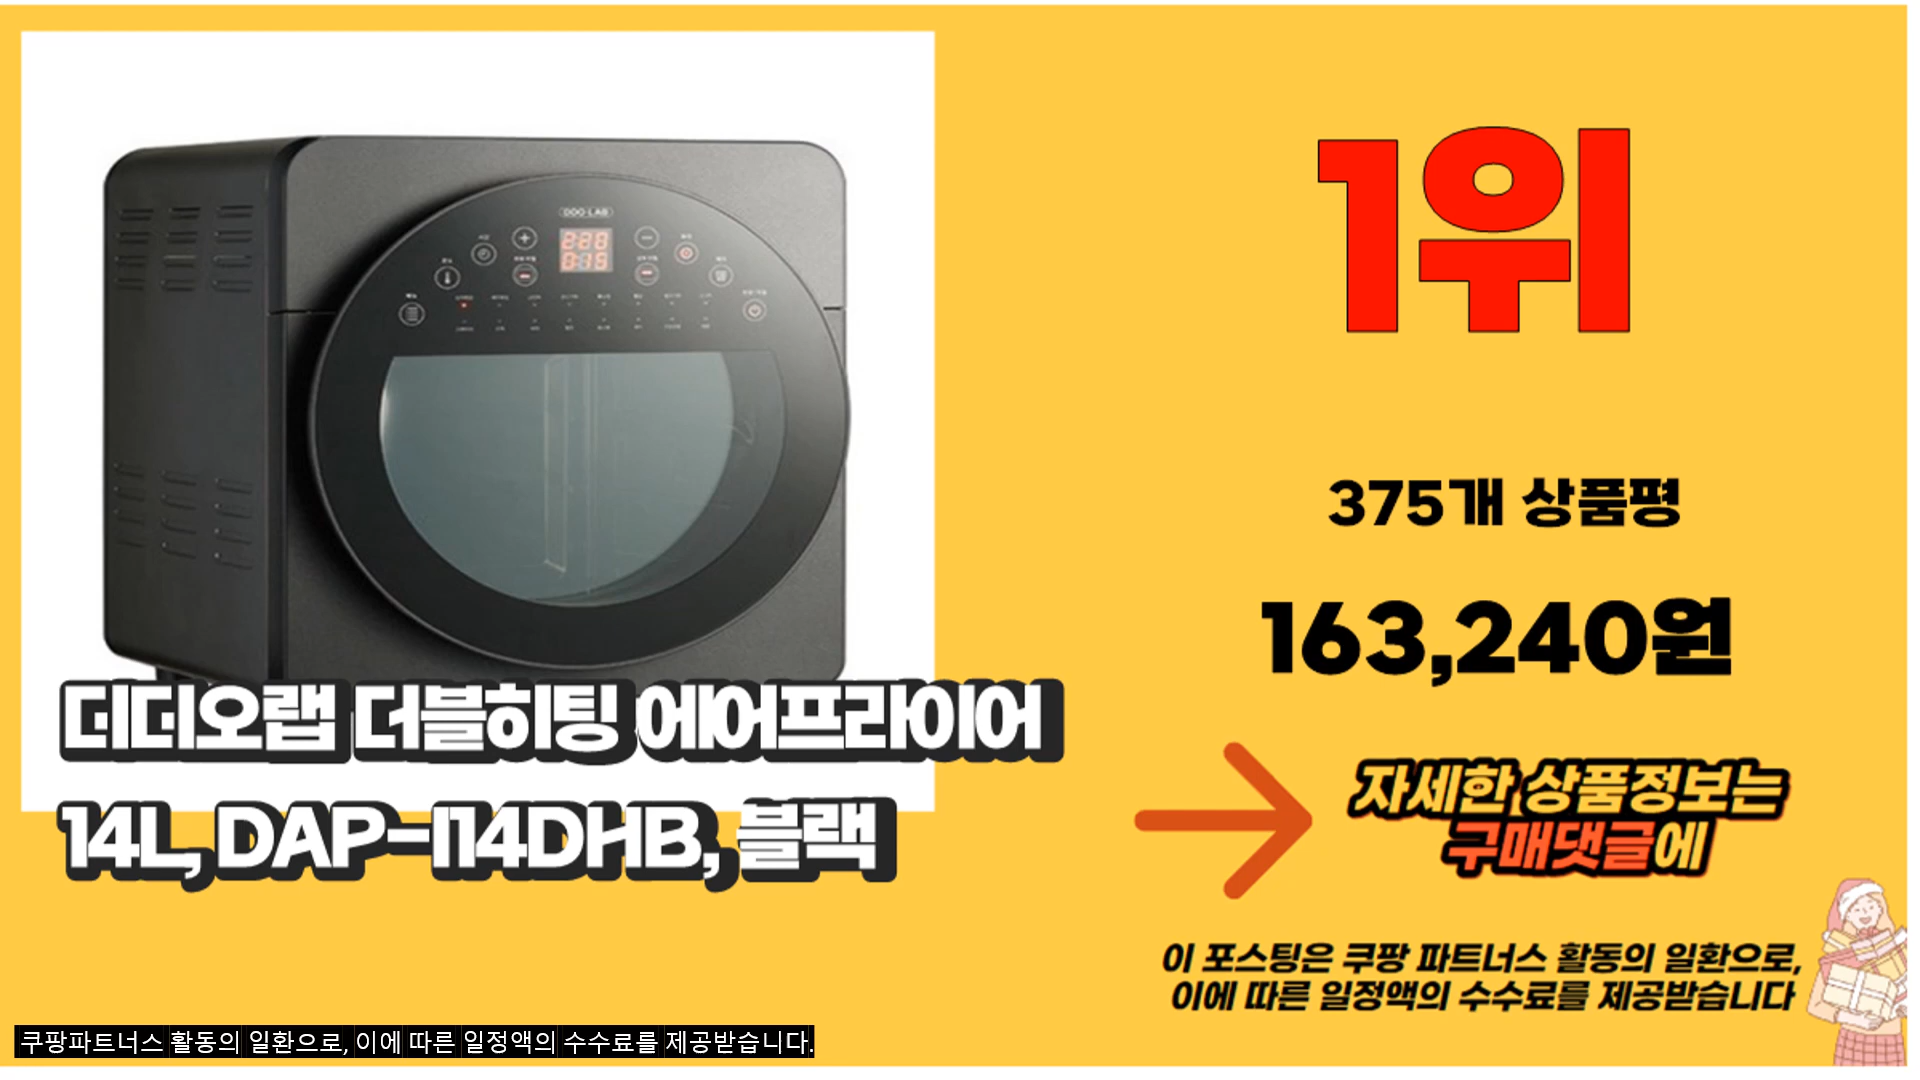 DDO LAB
220
0:15
1위
375개 상품평
163,240원
디디오랩 더블히팅 에어프라이어
14L, DAP-I14DHB, 블랙
자세한 상품정보는
구매댓글에
이 포스팅은 쿠팡 파트너스 활동의 일환으로,
이에 따른 일정액의 수수료를 제공받습니다
쿠팡파트너스 활동의 일환으로, 이에 따른 일정액의 수수료를 제공받습니다.